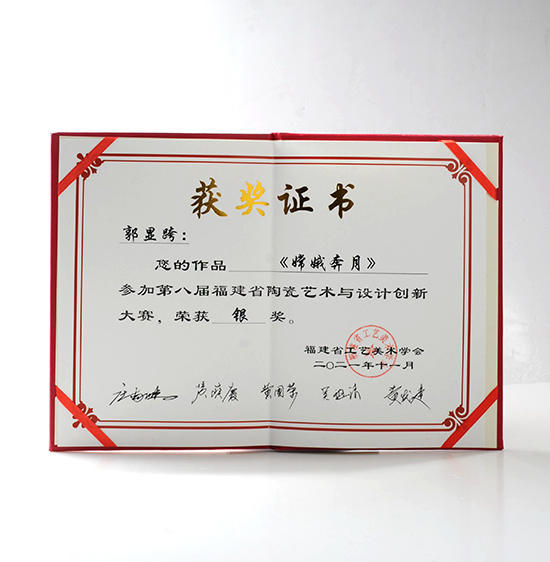 获奖证书
郭显跨：
您的作品 《嫦娥奔月》
参加第八届福建省陶瓷艺术与设计创新
大赛，荣获 银 奖。
福建省工艺美术学会
二〇二一年十一月